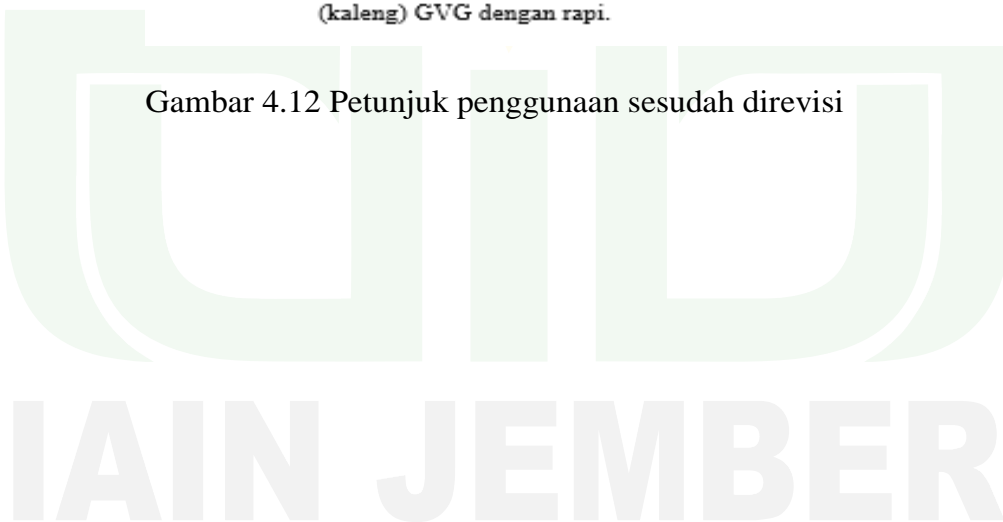 (kaleng) GVG dengan rapi.
Gambar 4.12 Petunjuk penggunaan sesudah direvisi
IAIN JEMBER